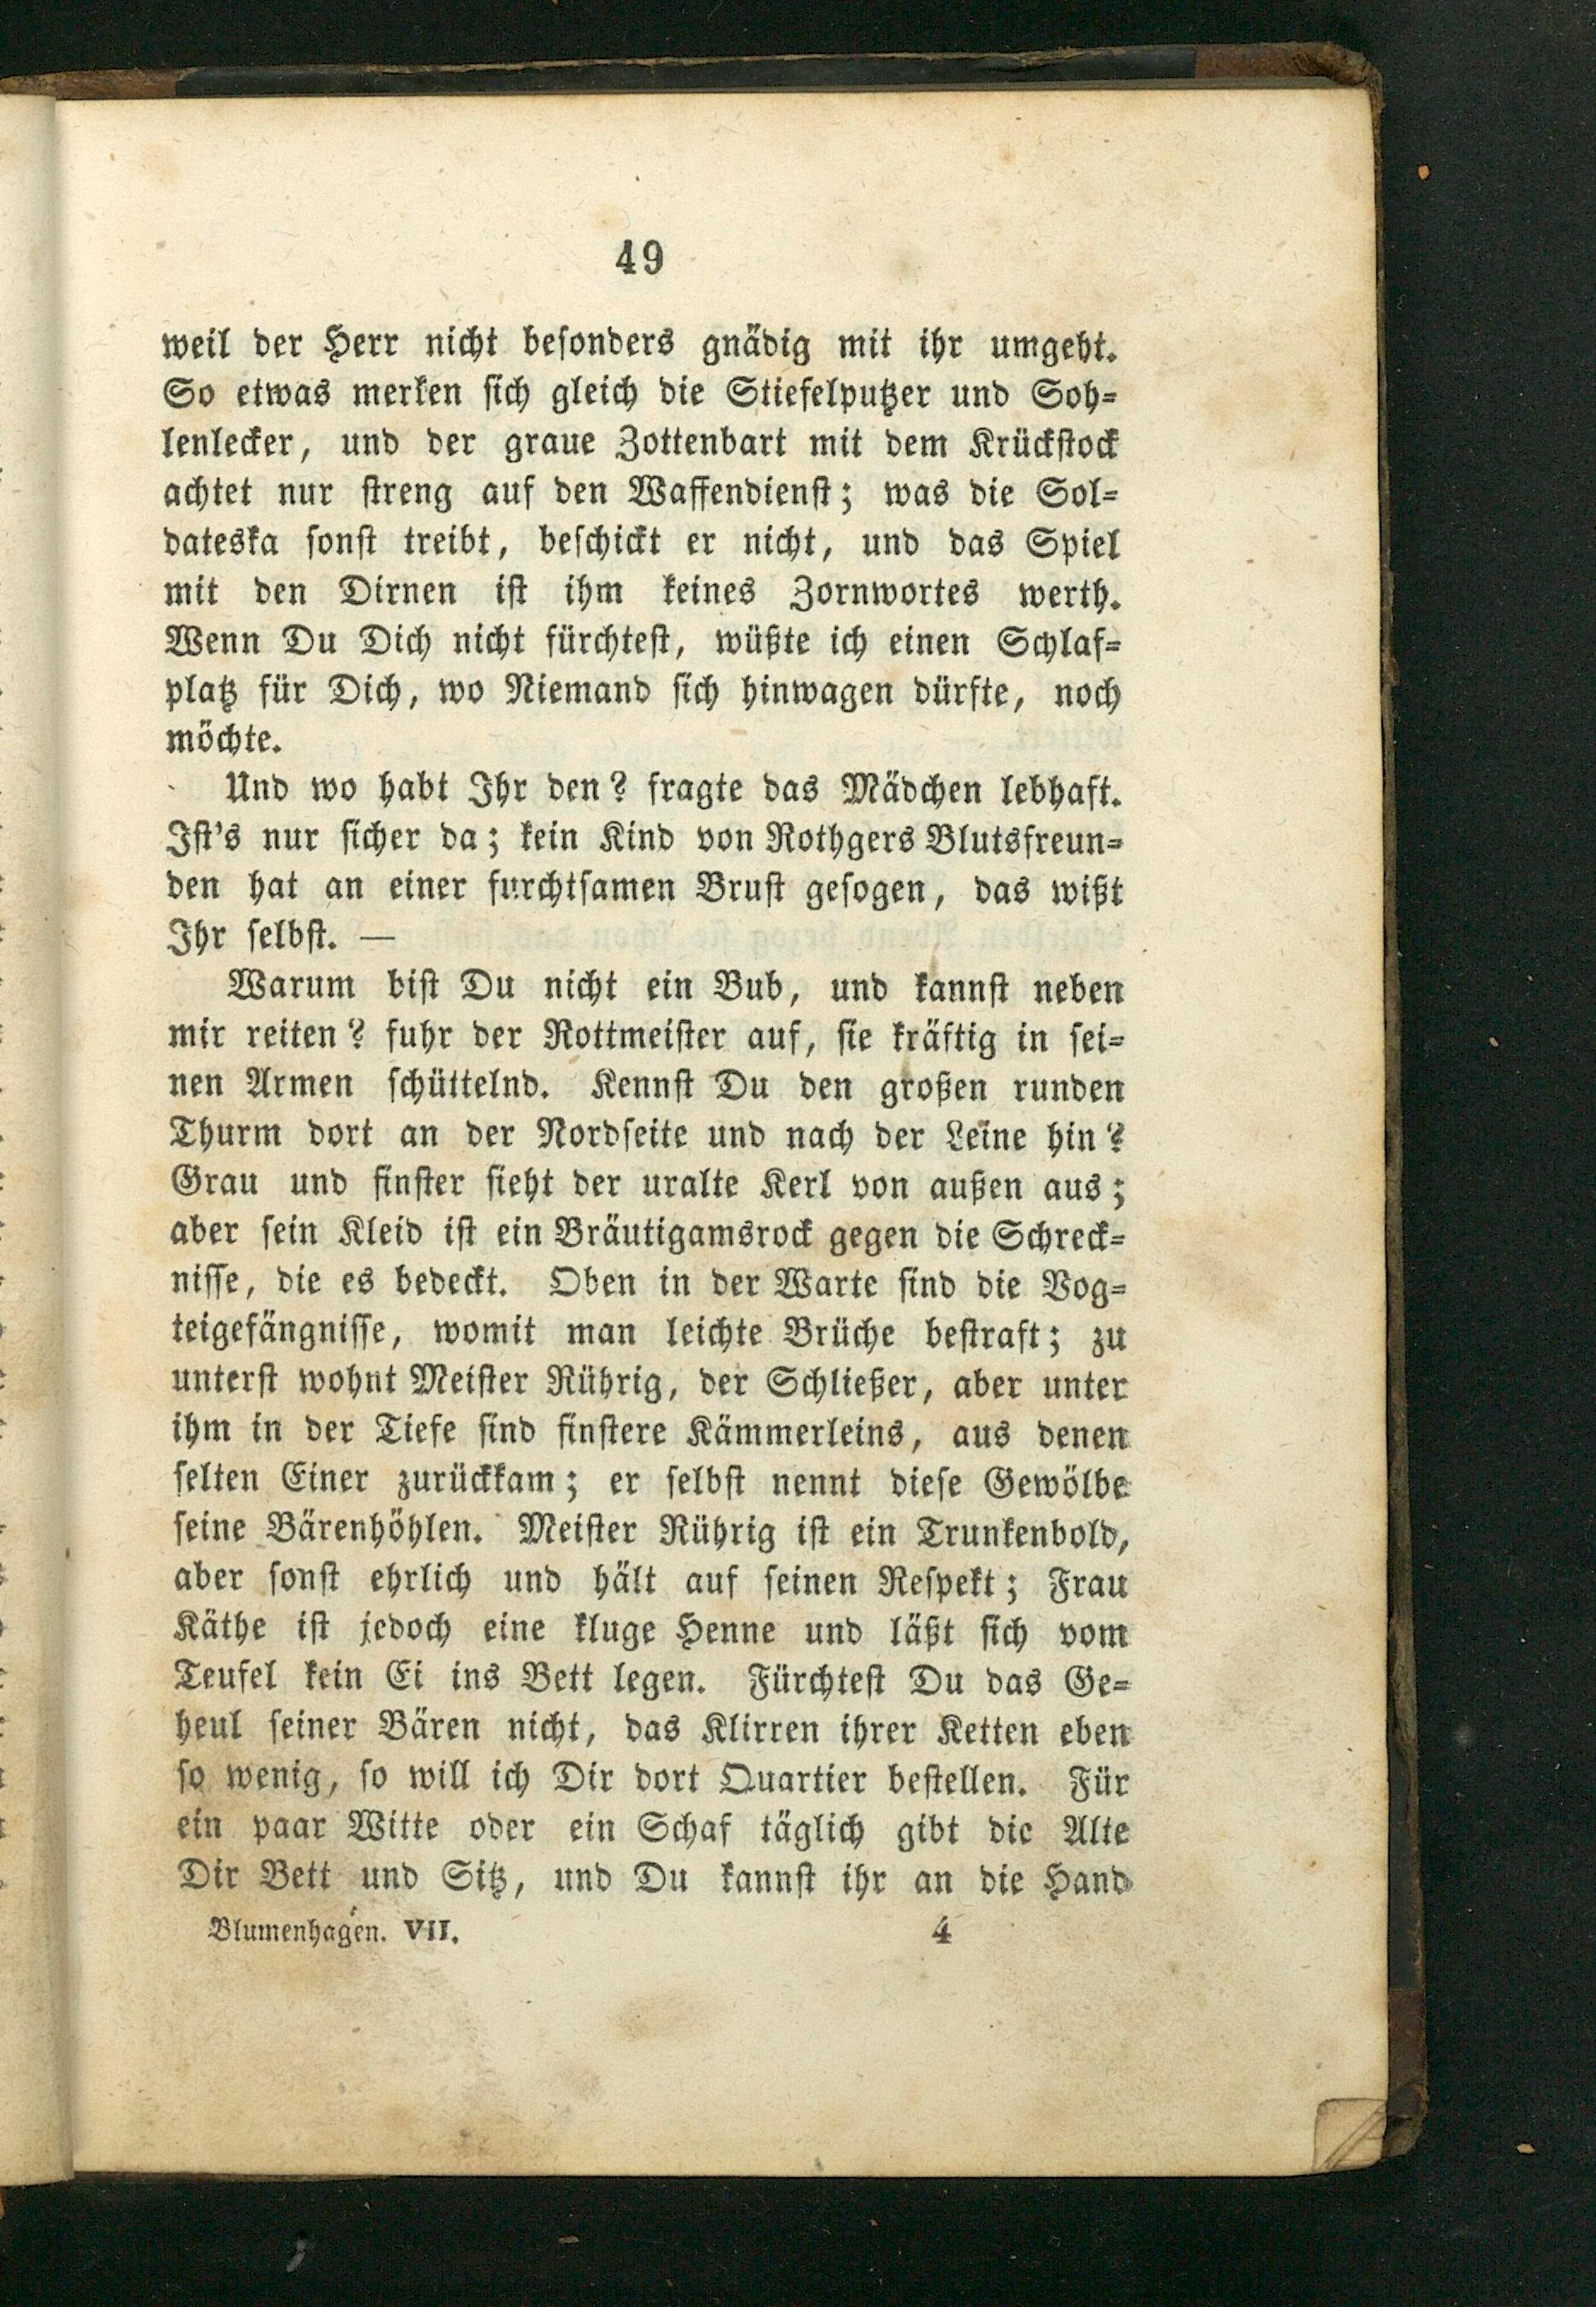 49
weil der Herr nicht besonders gnädig mit ihr umgeht.
So etwas merken sich gleich die Stiefelputzer und Soh-
lenlecker, und der graue Zottenbart mit dem Krückstock
achtet nur streng auf den Waffendienst; was die Sol-
dateska sonst treibt, beschickt er nicht, und das Spiel
mit den Dirnen ist ihm keines Zornwortes werth.
Wenn Du Dich nicht fürchtest, wüßte ich einen Schlaf-
platz für Dich, wo Niemand sich hinwagen dürfte, noch
möchte.
Und wo habt Ihr den? fragte das Mädchen lebhaft.
Ist's nur sicher da; kein Kind von Rothgers Blutsfreun-
den hat an einer furchtsamen Brust gesogen, das wißt
Ihr selbst. —
Warum bist Du nicht ein Bub, und kannst neben
mir reiten? fuhr der Rottmeister auf, sie kräftig in sei-
nen Armen schüttelnd. Kennst Du den großen runden
Thurm dort an der Nordseite und nach der Leine hin?
Grau und finster sieht der uralte Kerl von außen aus;
aber sein Kleid ist ein Bräutigamsrock gegen die Schreck-
nisse, die es bedeckt. Oben in der Warte sind die Vog-
teigefängnisse, womit man leichte Brüche bestraft; zu
unterst wohnt Meister Rührig, der Schließer, aber unter
ihm in der Tiefe sind finstere Kämmerleins, aus denen
selten Einer zurückkam; er selbst nennt diese Gewölbe
seine Bärenhöhlen. Meister Rührig ist ein Trunkenbold,
aber sonst ehrlich und hält auf seinen Respekt; Frau
Käthe ist jedoch eine kluge Henne und läßt sich vom
Teufel kein Ei ins Bett legen. Fürchtest Du das Ge-
heul seiner Bären nicht, das Klirren ihrer Ketten eben
so wenig, so will ich Dir dort Quartier bestellen. Für
ein paar Witte oder ein Schaf täglich gibt die Alte
Dir Bett und Sitz, und Du kannst ihr an die Hand
Blumenhagen. VII. 4